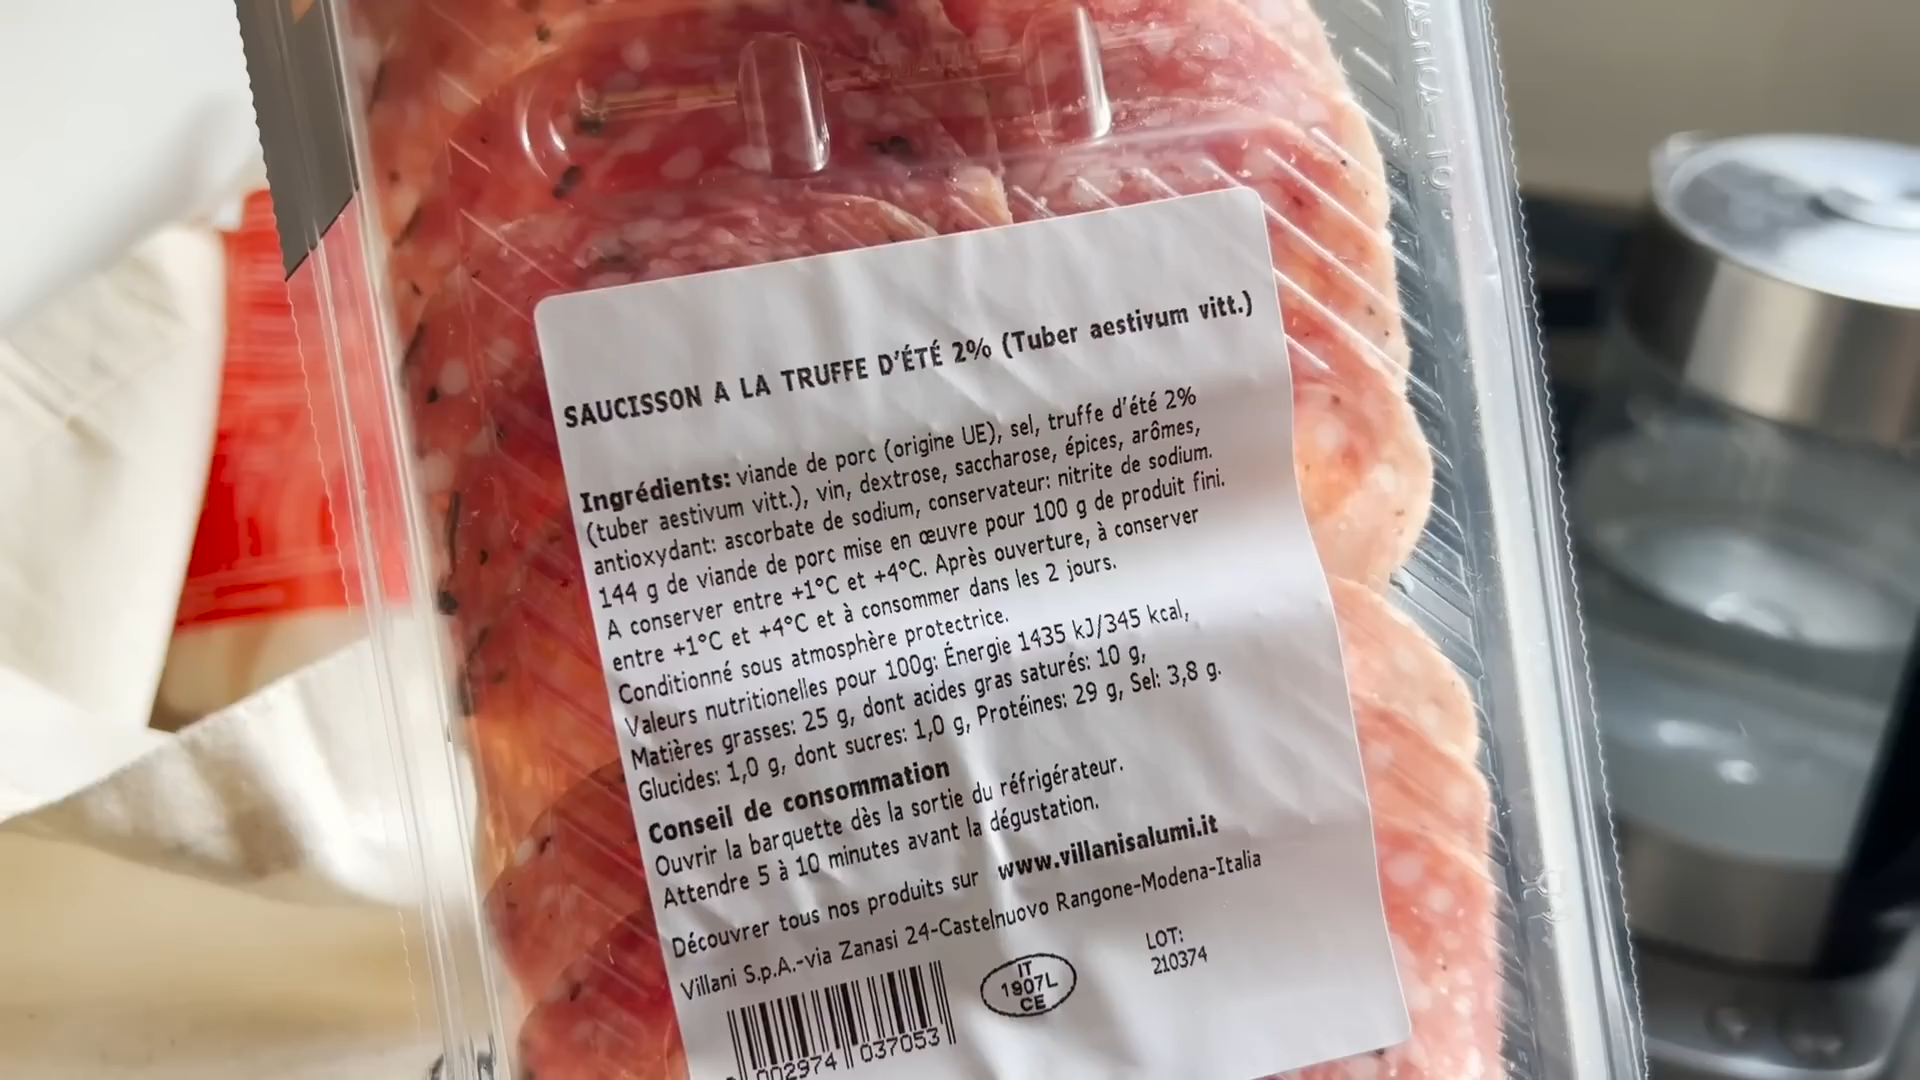 SAUCISSON A LA TRUFFE D'ÉTÉ 2% (Tuber aestivum vitt.)
Ingrédients: viande de porc (origine UE), sel, truffe d'été 2%
(tuber aestivum vitt.), vin, dextrose, saccharose, épices, arômes,
antioxydant: ascorbate de sodium, conservateur: nitrite de sodium.
144 g de viande de porc mise en œuvre pour 100 g de produit fini.
A conserver entre +1°C et +4°C. Après ouverture, à conserver
entre +1°C et +4°C et à consommer dans les 2 jours.
Conditionné sous atmosphère protectrice.
Valeurs nutritionelles pour 100g: Énergie 1435 kJ/345 kcal,
Matières grasses: 25 g, dont acides gras saturés: 10 g,
Glucides: 1,0 g, dont sucres: 1,0 g, Protéines: 29 g, Sel: 3,8 g.
Conseil de consommation
Ouvrir la barquette dès la sortie du réfrigérateur.
Attendre 5 à 10 minutes avant la dégustation.
Découvrer tous nos produits sur www.villanisalumi.it
Villani S.p.A.-via Zanasi 24-Castelnuovo Rangone-Modena-Italia
IT
1907L
CE
LOT:
210374
002974 037053